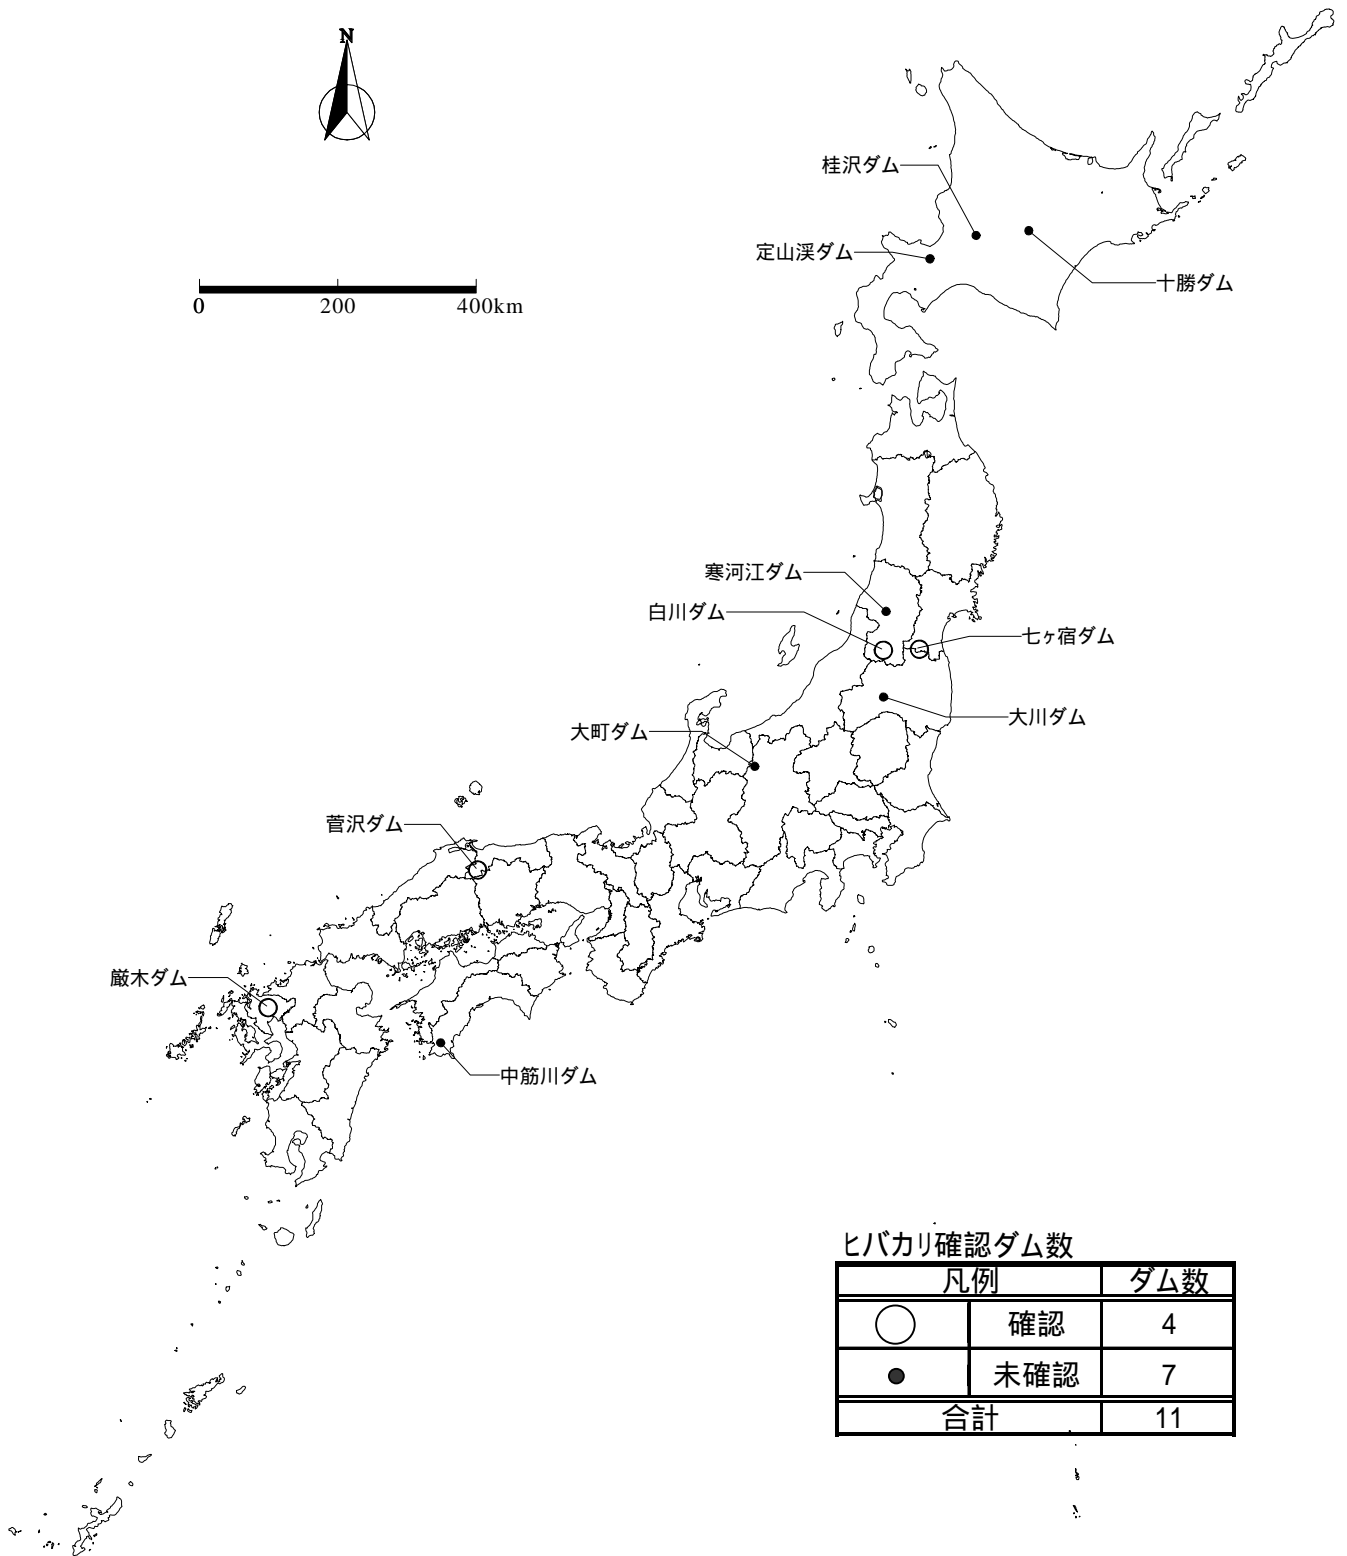 N
桂沢ダム
定山渓ダム
十勝ダム
0 200 400km
寒河江ダム
白川ダム
七ヶ宿ダム
大川ダム
大町ダム
菅沢ダム
厳木ダム
中筋川ダム
ヒバカリ確認ダム数
凡例 ダム数
確認 4
未確認 7
合計 11